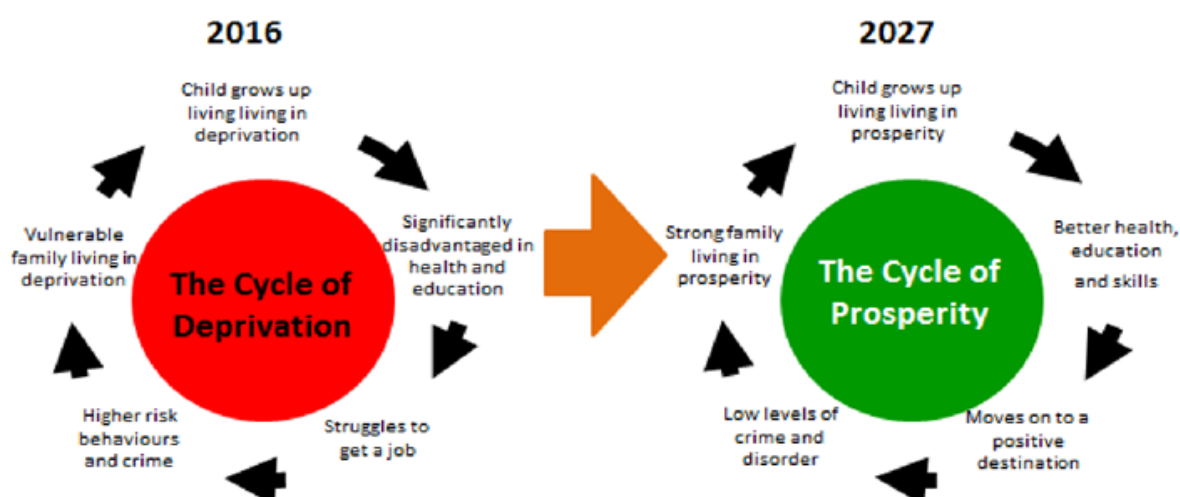 2016
Child grows up
living living in
deprivation
Significantly
disadvantaged in
health and
education
Struggles to
get a job
Higher risk
behaviours
and crime
Vulnerable
family living in
deprivation
The Cycle of
Deprivation
2027
Child grows up
living living in
prosperity
Better health,
education
and skills
Moves on to a
positive
destination
Low levels of
crime and
disorder
Strong family
living in
prosperity
The Cycle of
Prosperity